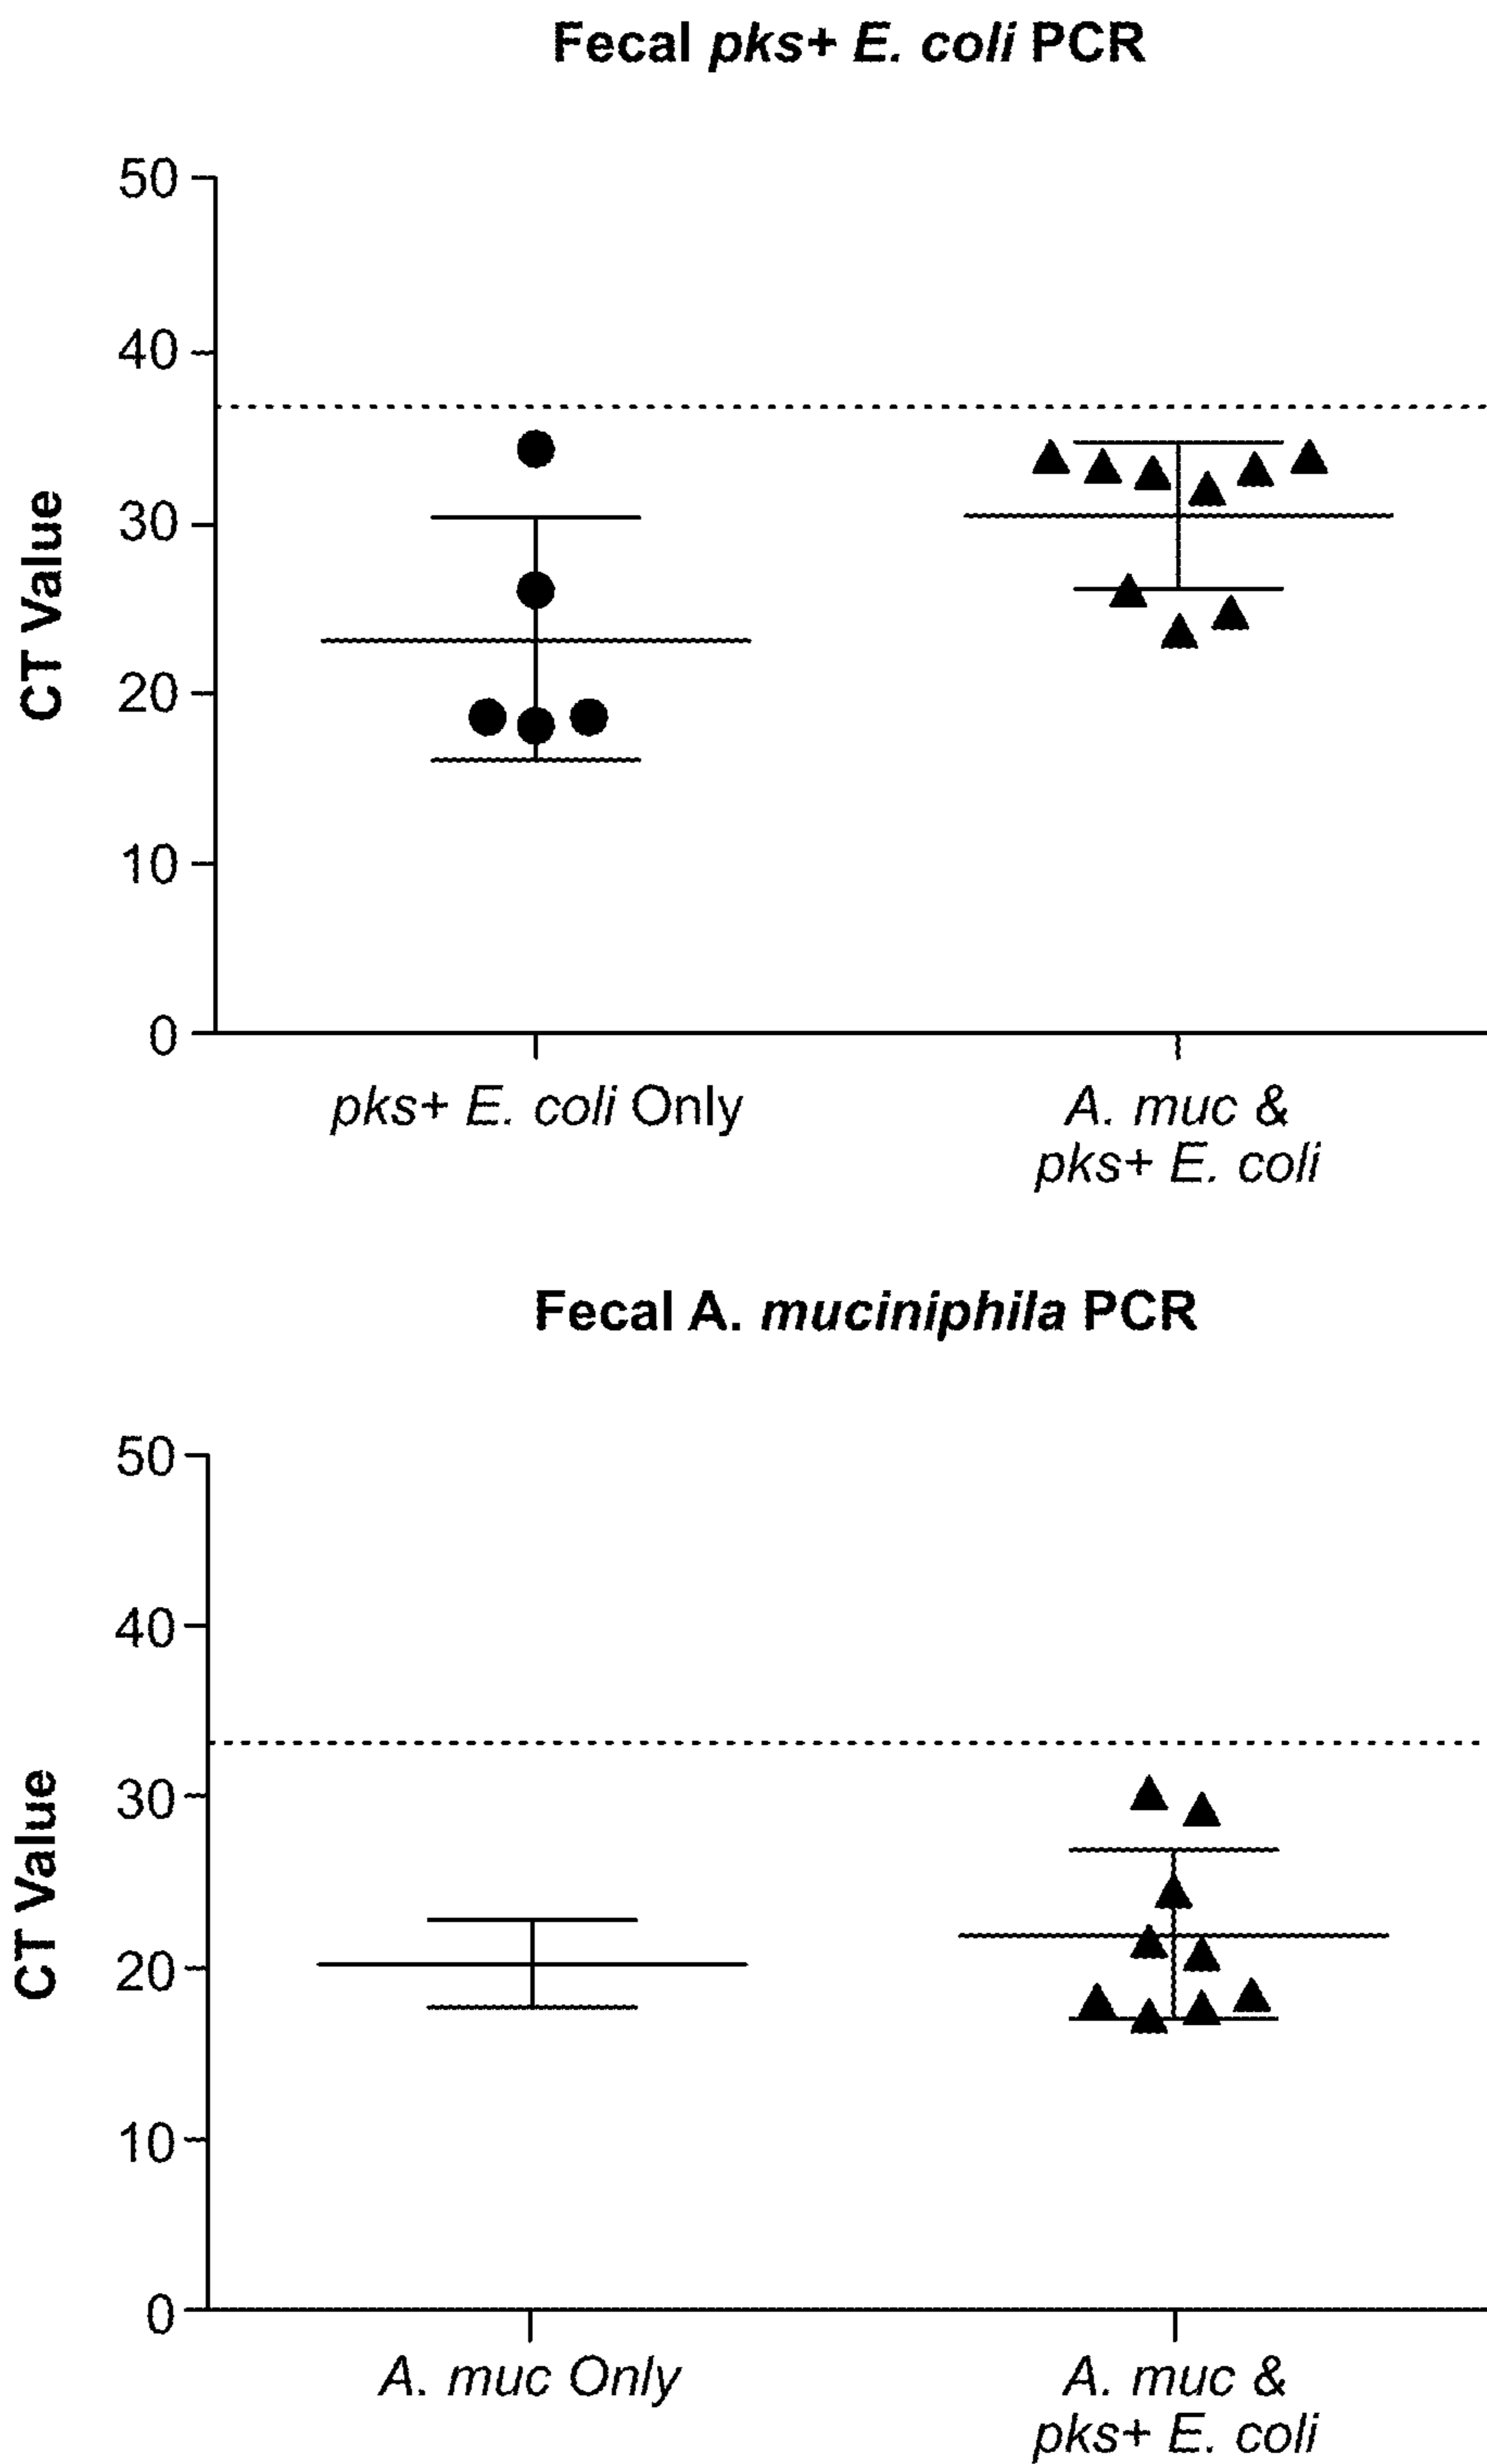 Fecal pks+ E. coli PCR
50
40
30
20
10
0
CT Value
pks+ E. coli Only
A. muc &
pks+ E. coli
Fecal A. muciniphila PCR
50
40
30
20
10
0
CT Value
A. muc Only
A. muc &
pks+ E. coli